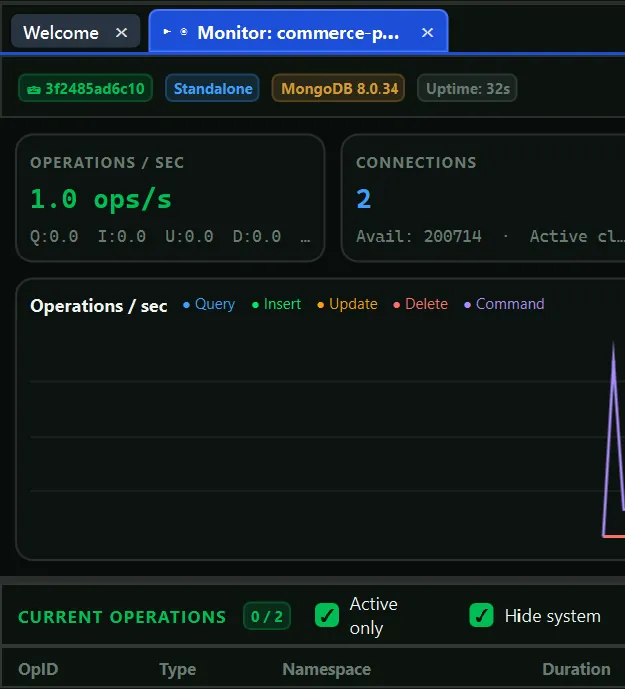 Welcome ✕ Monitor: commerce-p... ✕
3f2485ad6c10 Standalone MongoDB 8.0.34 Uptime: 32s
OPERATIONS / SEC
1.0 ops/s
Q:0.0 I:0.0 U:0.0 D:0.0 …
CONNECTIONS
2
Avail: 200714 · Active cl…
Operations / sec Query Insert Update Delete Command
CURRENT OPERATIONS 0 / 2 Active only Hide system
OpID Type Namespace Duration